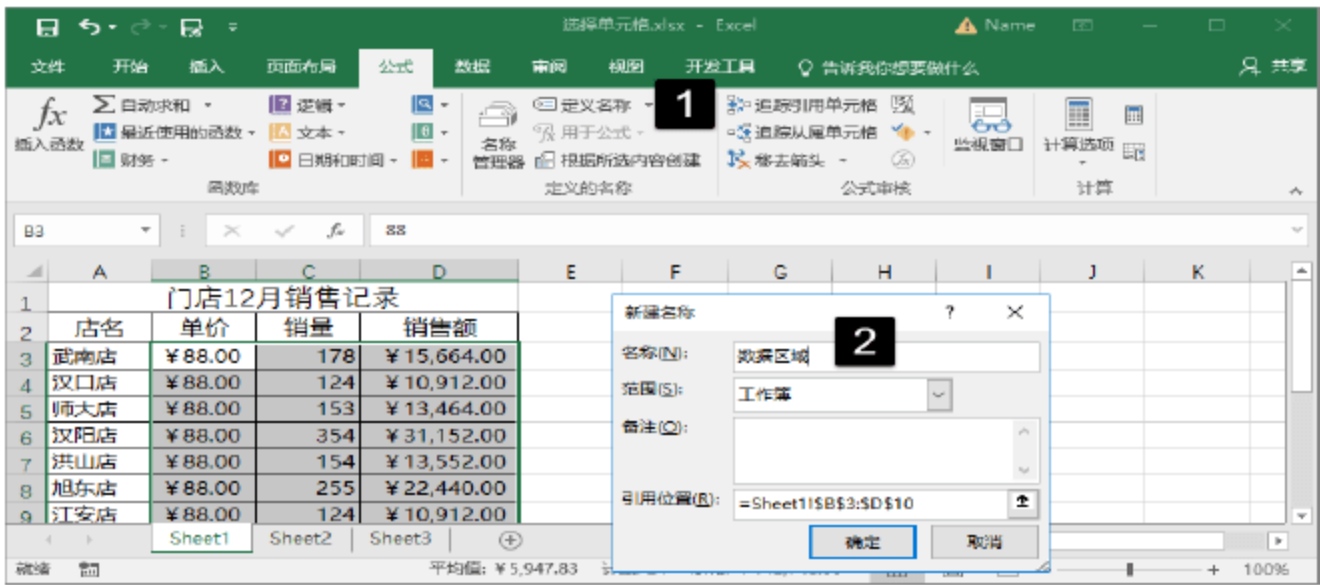 选择单元格.xlsx - Excel
Name
文件 开始 插入 页面布局 公式 数据 审阅 视图 开发工具 告诉我你想要做什么 共享
fx 插入函数
Σ 自动求和
最近使用的函数
财务
逻辑
文本
日期和时间
函数库
名称管理器
定义名称
用于公式
根据所选内容创建
定义的名称
1
追踪引用单元格
追踪从属单元格
移去箭头
公式审核
监视窗口
计算选项
计算
B3 fx 88
A B C D E F G H I J K
1 门店12月销售记录
2 店名 单价 销量 销售额
3 武南店 ¥88.00 178 ¥15,664.00
4 汉口店 ¥88.00 124 ¥10,912.00
5 师大店 ¥88.00 153 ¥13,464.00
6 汉阳店 ¥88.00 354 ¥31,152.00
7 洪山店 ¥88.00 154 ¥13,552.00
8 旭东店 ¥88.00 255 ¥22,440.00
9 江安店 ¥88.00 124 ¥10,912.00
新建名称 ? ×
2
名称(N): 数据区域
范围(S): 工作簿
备注(O):
引用位置(R): =Sheet1!$B$3:$D$10
确定 取消
Sheet1 Sheet2 Sheet3
就绪 平均值: ¥5,947.83 100%